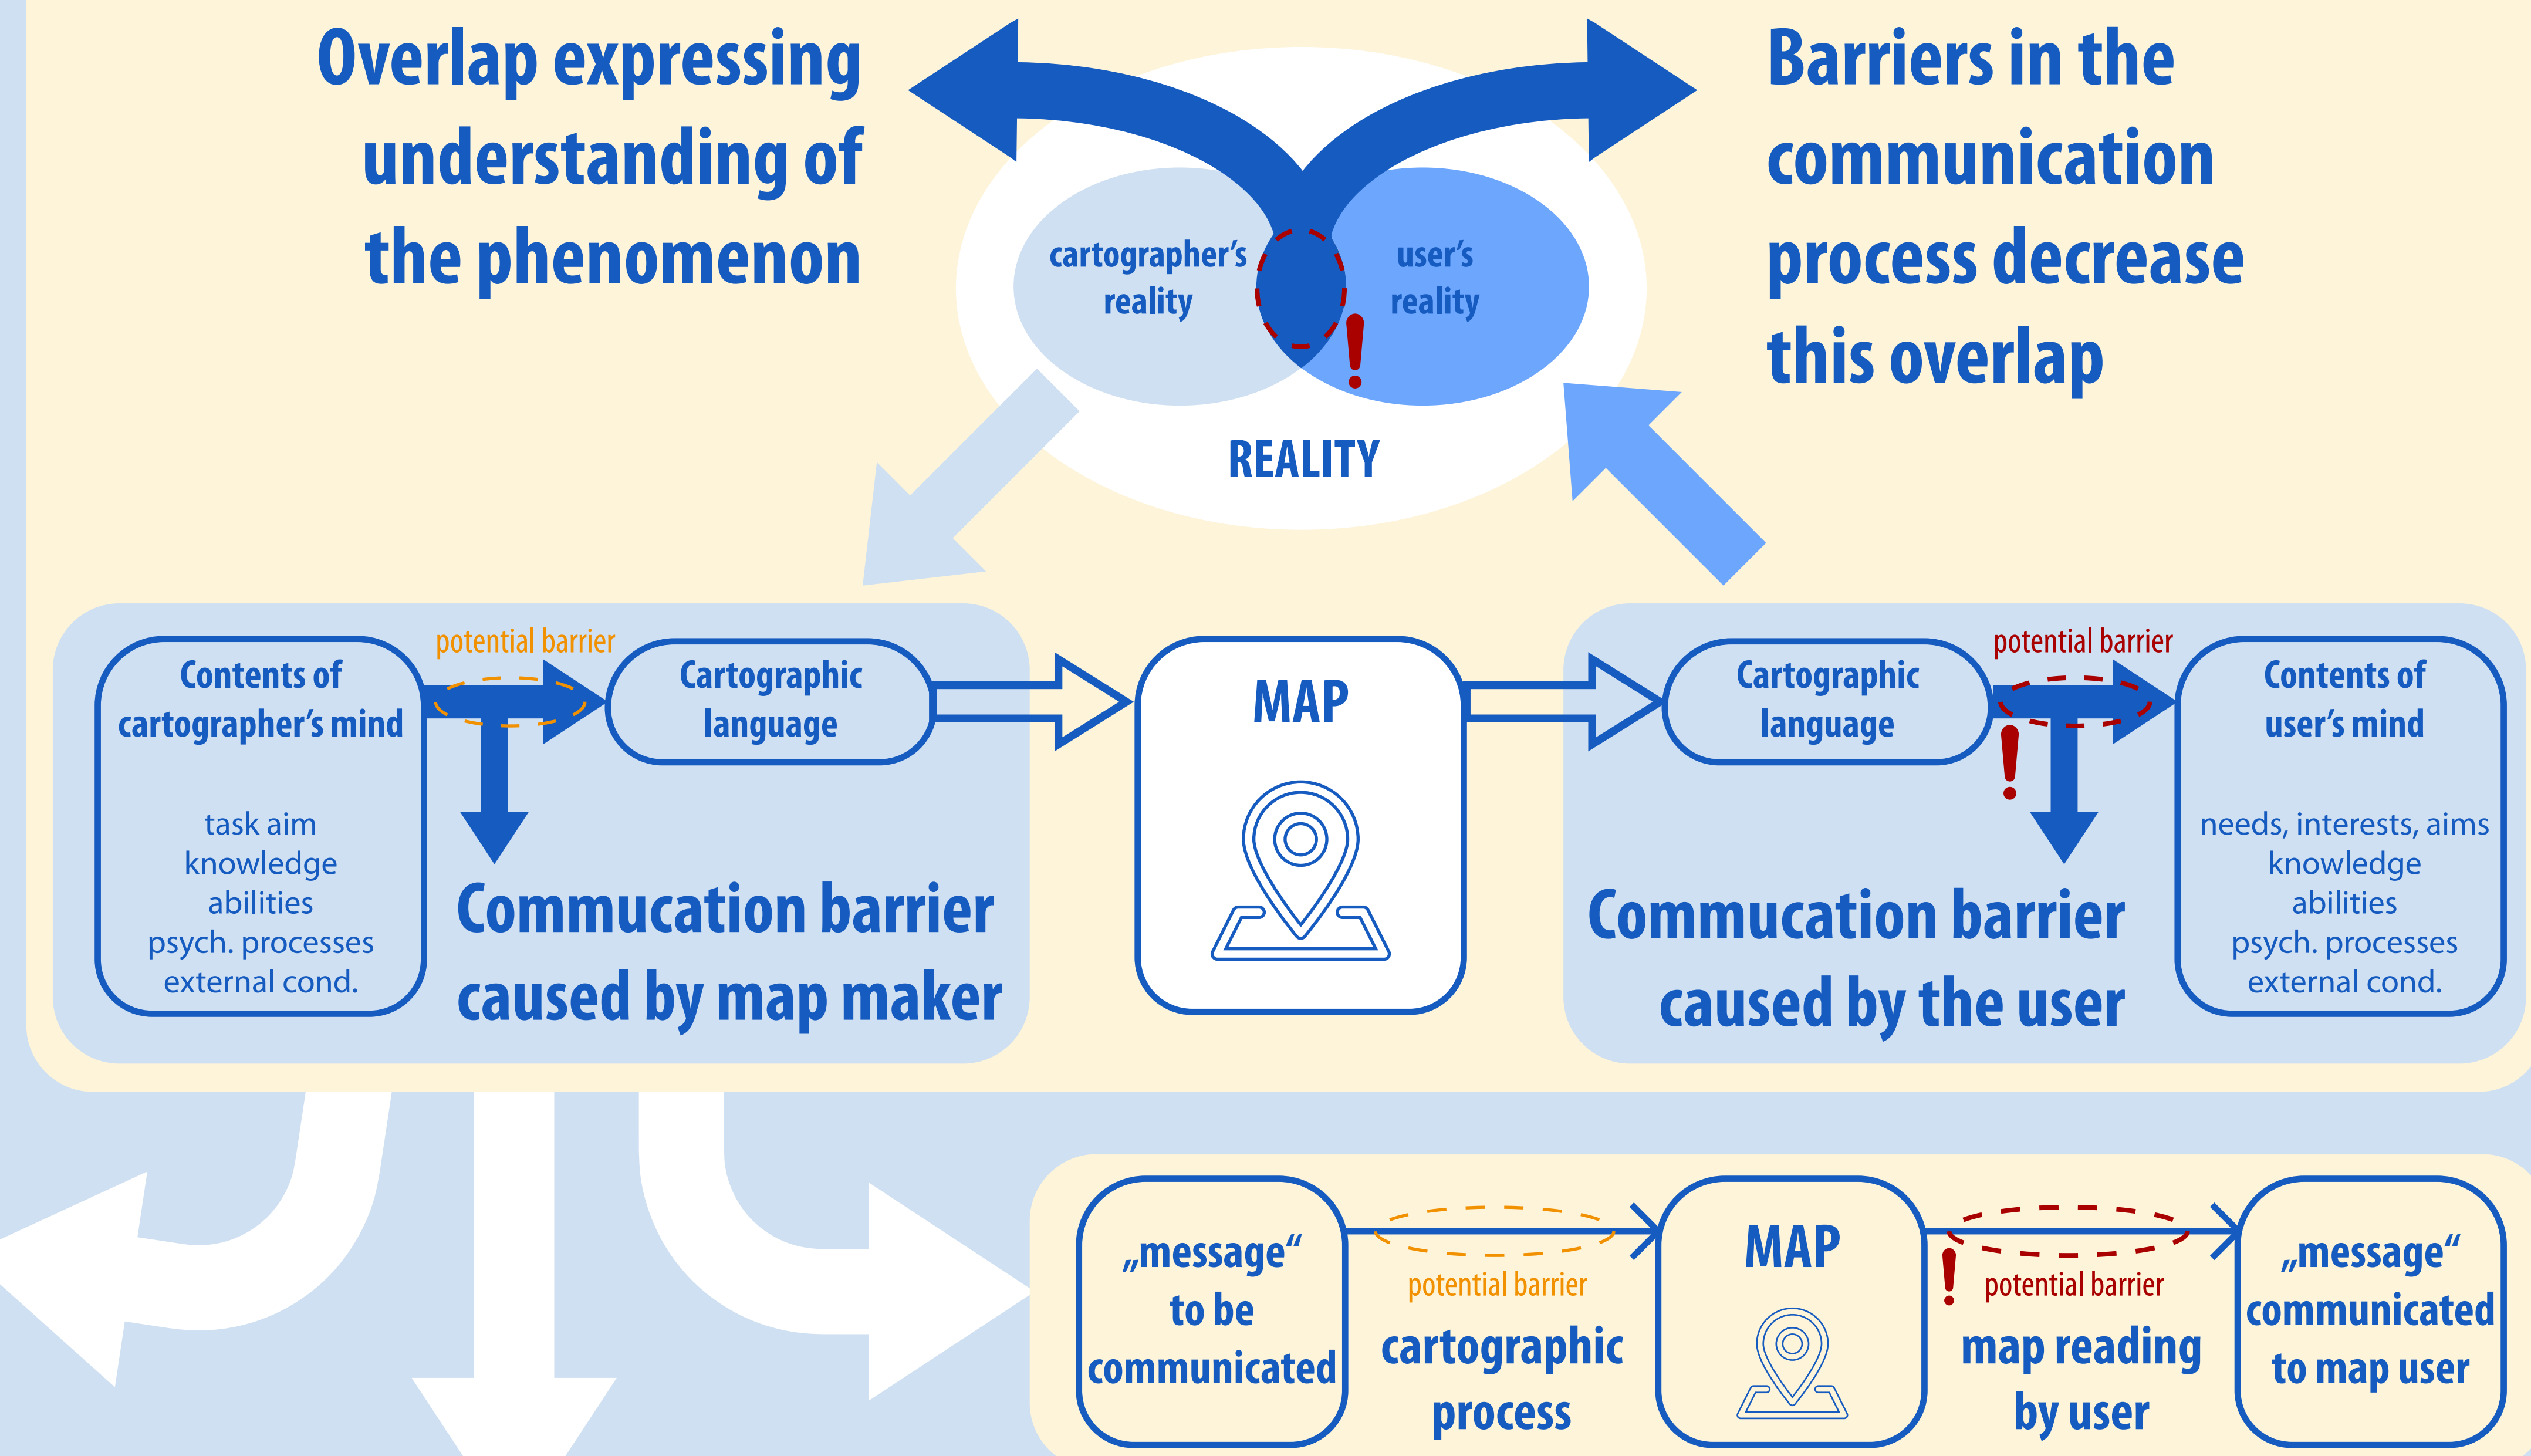 Overlap expressing
understanding of
the phenomenon
Barriers in the
communication
process decrease
this overlap
cartographer's
reality
user's
reality
!
REALITY
Contents of
cartographer's mind
task aim
knowledge
abilities
psych. processes
external cond.
potential barrier
Cartographic
language
Commucation barrier
caused by map maker
MAP
Cartographic
language
potential barrier
!
Commucation barrier
caused by the user
Contents of
user's mind
needs, interests, aims
knowledge
abilities
psych. processes
external cond.
„message“
to be
communicated
potential barrier
cartographic
process
MAP
!
potential barrier
map reading
by user
„message“
communicated
to map user